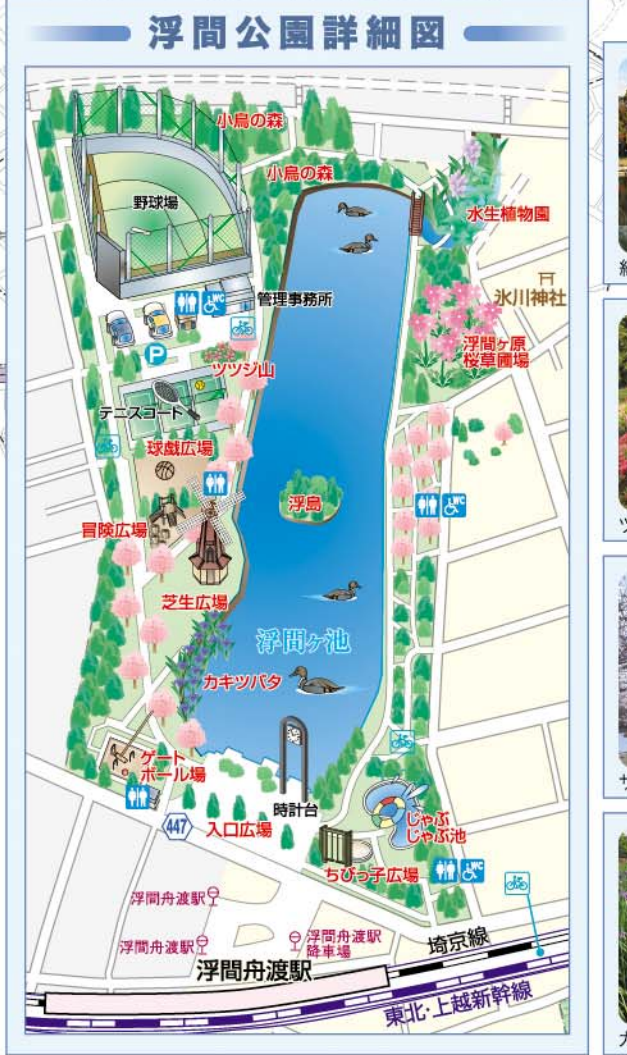 浮間公園詳細図
小鳥の森
小鳥の森
野球場
水生植物園
氷川神社
管理事務所
WC
P
ツツジ山
浮間ヶ原
桜草圃場
テニスコート
球戯広場
WC
冒険広場
浮島
芝生広場
浮間ヶ池
カキツバタ
ゲート
ボール場
時計台
447
入口広場
じゃぶ
じゃぶ池
ちびっ子広場
WC
浮間舟渡駅
浮間舟渡駅
浮間舟渡駅
降車場
浮間舟渡駅
埼京線
東北・上越新幹線